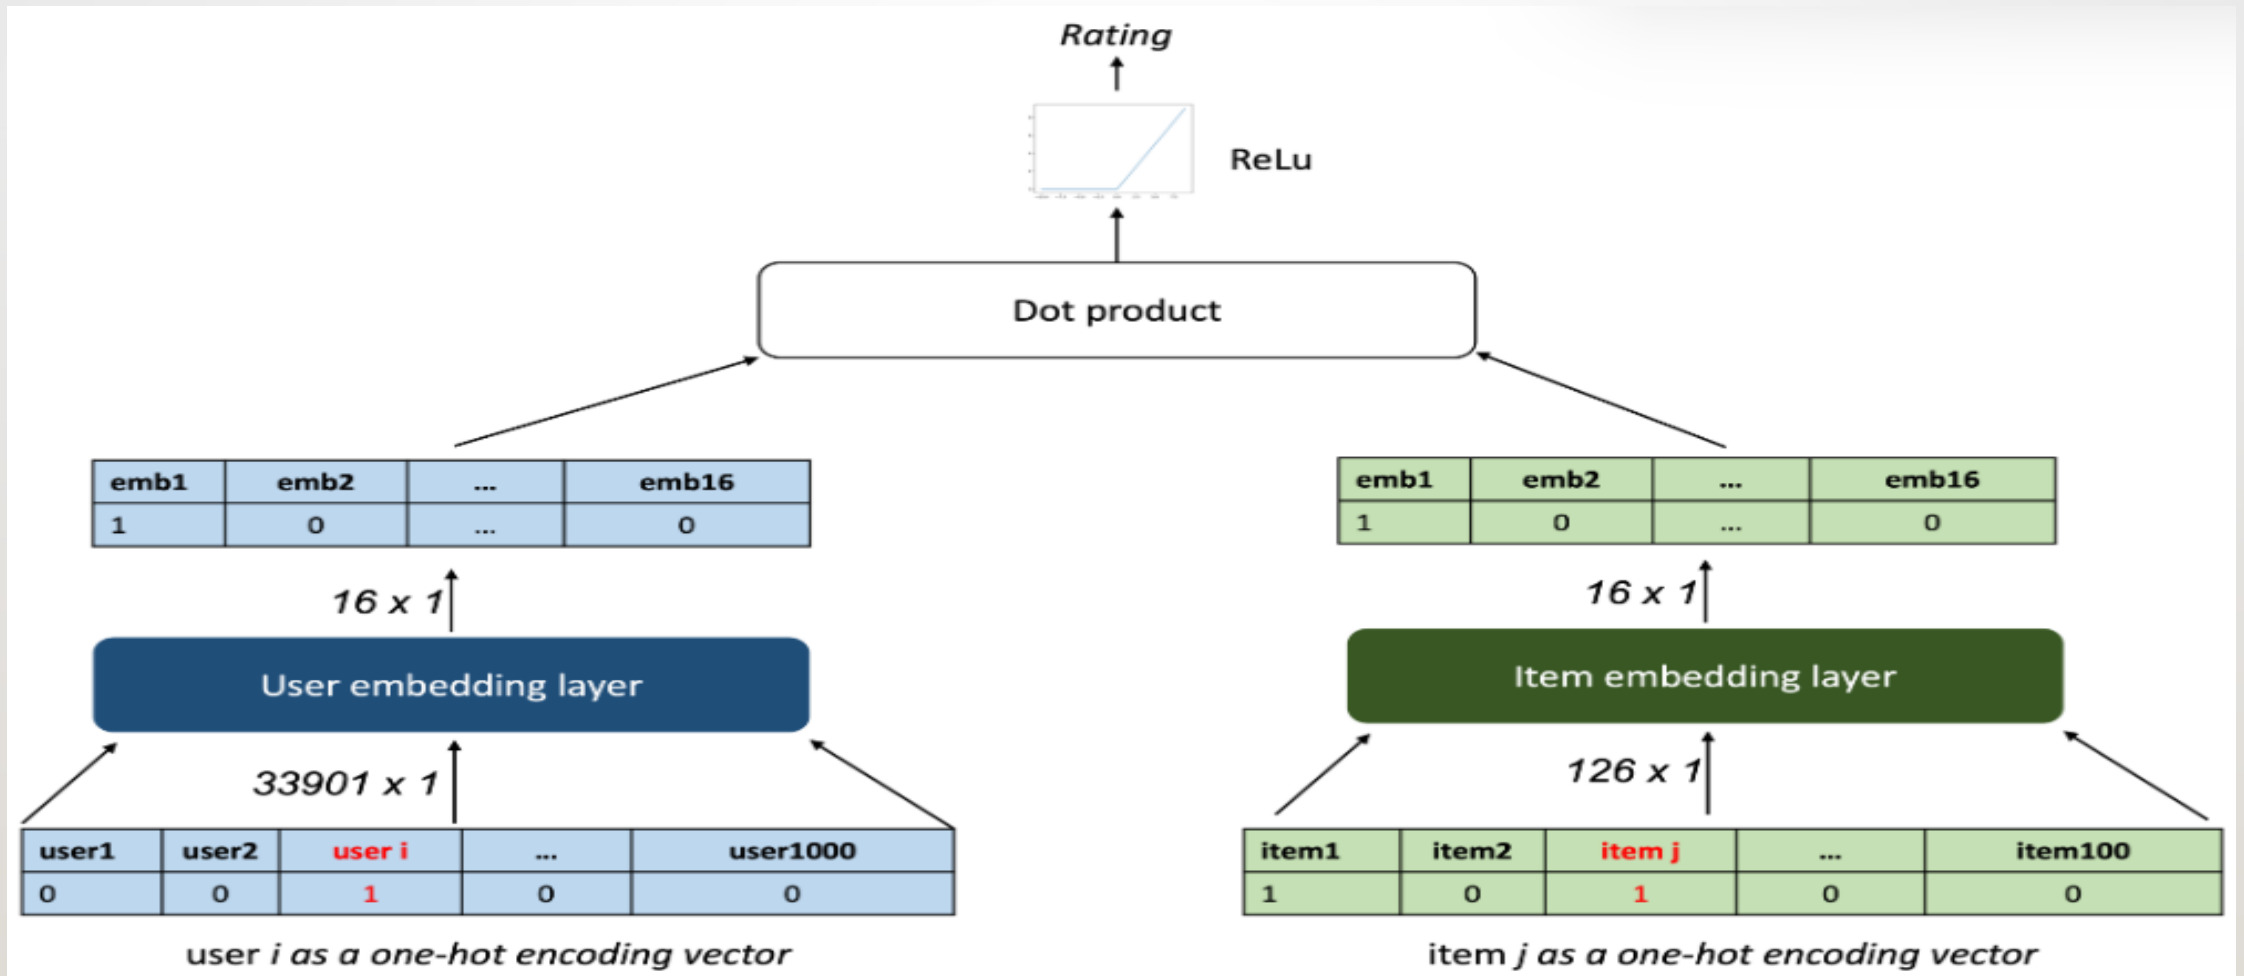 Rating
ReLu
Dot product
emb1 emb2 ... emb16
1 0 ... 0
emb1 emb2 ... emb16
1 0 ... 0
16 x 1
16 x 1
User embedding layer
Item embedding layer
33901 x 1
126 x 1
user1 user2 user i ... user1000
0 0 1 0 0
item1 item2 item j ... item100
1 0 1 0 0
user i as a one-hot encoding vector
item j as a one-hot encoding vector